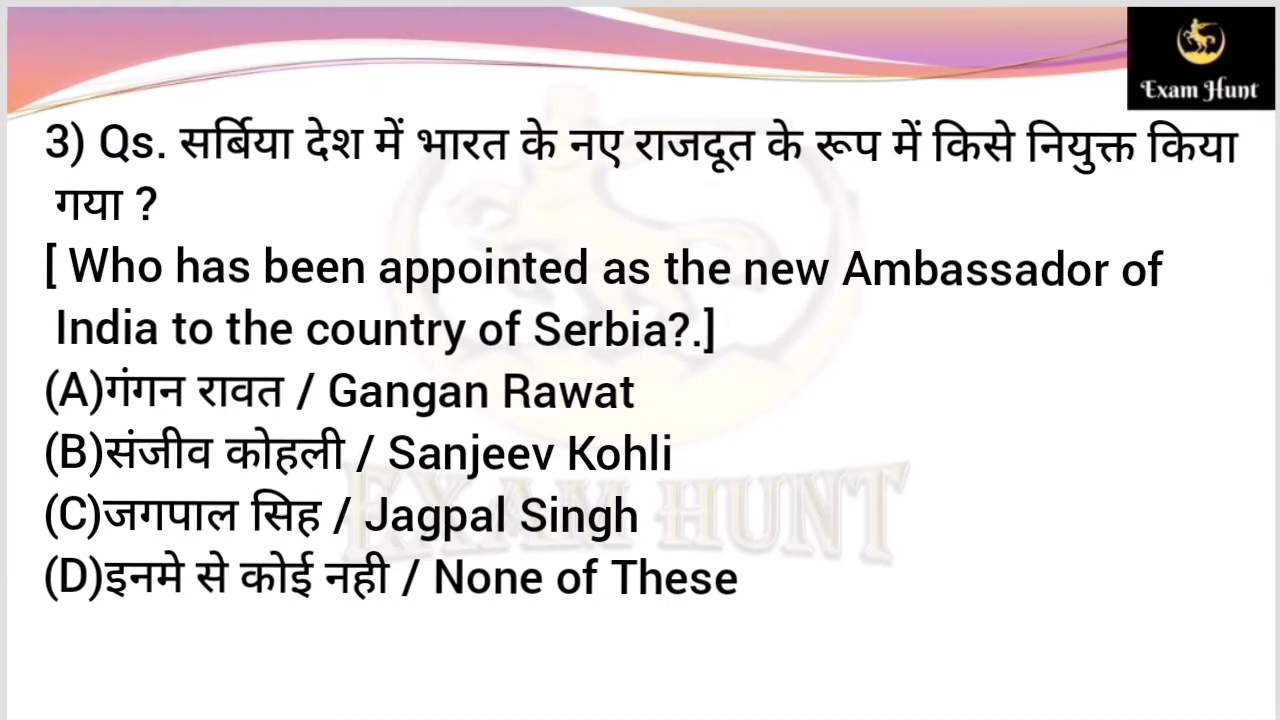 Exam Hunt
3) Qs. सर्बिया देश में भारत के नए राजदूत के रूप में किसे नियुक्त किया
गया ?
[ Who has been appointed as the new Ambassador of
India to the country of Serbia?.]
(A)गंगन रावत / Gangan Rawat
(B)संजीव कोहली / Sanjeev Kohli
(C)जगपाल सिह / Jagpal Singh
(D)इनमे से कोई नही / None of These
EXAM HUNT